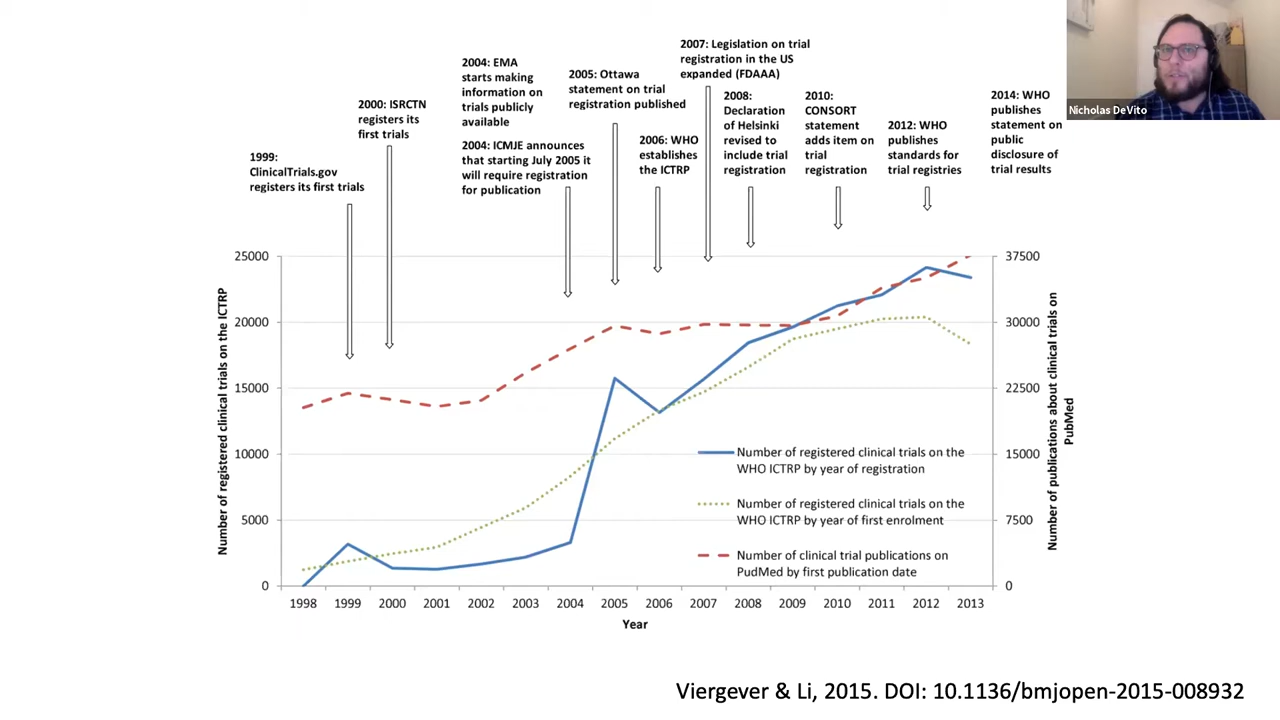 1999:
ClinicalTrials.gov
registers its first trials
2000: ISRCTN
registers its
first trials
2004: EMA
starts making
information on
trials publicly
available
2004: ICMJE announces
that starting July 2005 it
will require registration
for publication
2005: Ottawa
statement on trial
registration published
2006: WHO
establishes
the ICTRP
2007: Legislation on trial
registration in the US
expanded (FDAAA)
2008:
Declaration
of Helsinki
revised to
include trial
registration
2010:
CONSORT
statement
adds item on
trial
registration
2012: WHO
publishes
standards for
trial registries
2014: WHO
publishes
statement on
public
disclosure of
trial results
Nicholas DeVito
Number of registered clinical trials on the ICTRP
25000
20000
15000
10000
5000
0
37500
30000
22500
15000
7500
0
Number of publications about clinical trials on
PubMed
Number of registered clinical trials on the
WHO ICTRP by year of registration
Number of registered clinical trials on the
WHO ICTRP by year of first enrolment
Number of clinical trial publications on
PudMed by first publication date
1998 1999 2000 2001 2002 2003 2004 2005 2006 2007 2008 2009 2010 2011 2012 2013
Year
Viergever & Li, 2015. DOI: 10.1136/bmjopen-2015-008932